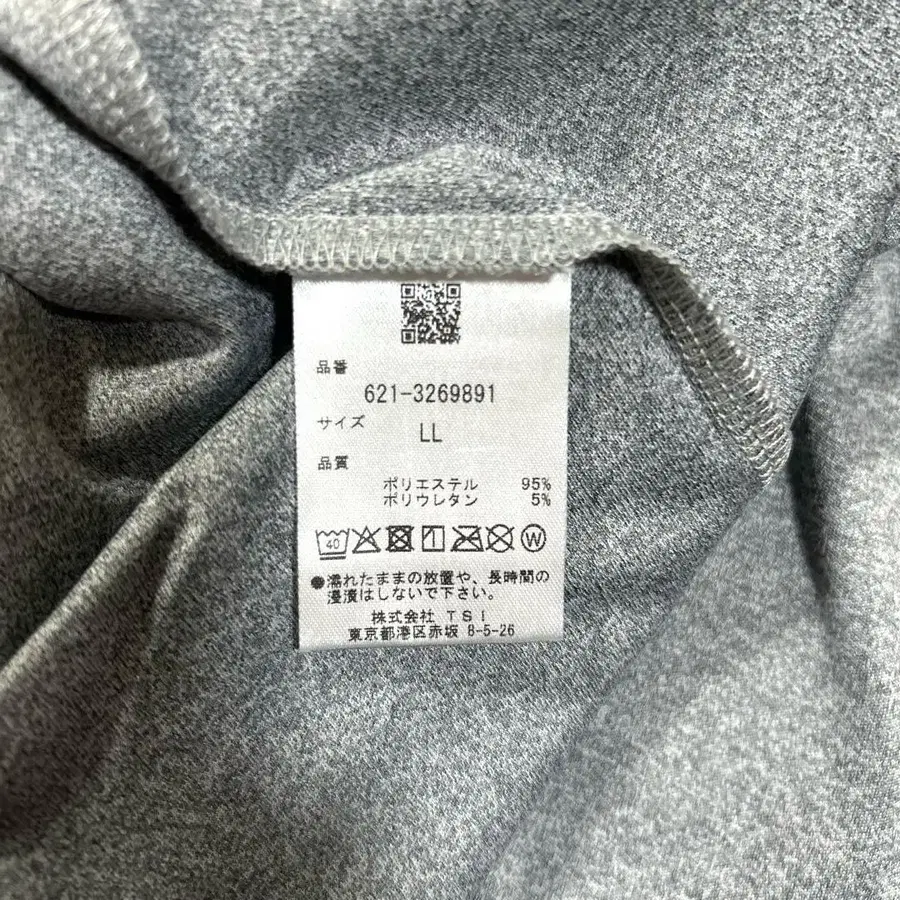 品番
621-3269891
サイズ
LL
品質
ポリエステル 95%
ポリウレタン 5%
40 W
●濡れたままの放置や、長時間の
浸漬はしないで下さい。
株式会社 TSI
東京都港区赤坂 8-5-26